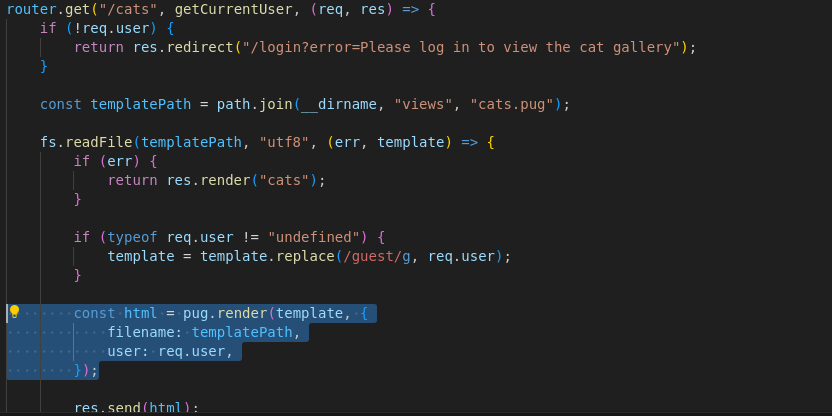 router.get("/cats", getCurrentUser, (req, res) => {
    if (!req.user) {
        return res.redirect("/login?error=Please log in to view the cat gallery");
    }
    const templatePath = path.join(__dirname, "views", "cats.pug");
    fs.readFile(templatePath, "utf8", (err, template) => {
        if (err) {
            return res.render("cats");
        }
        if (typeof req.user != "undefined") {
            template = template.replace(/guest/g, req.user);
        }
        const html = pug.render(template, {
            filename: templatePath,
            user: req.user,
        });
        res.send(html);